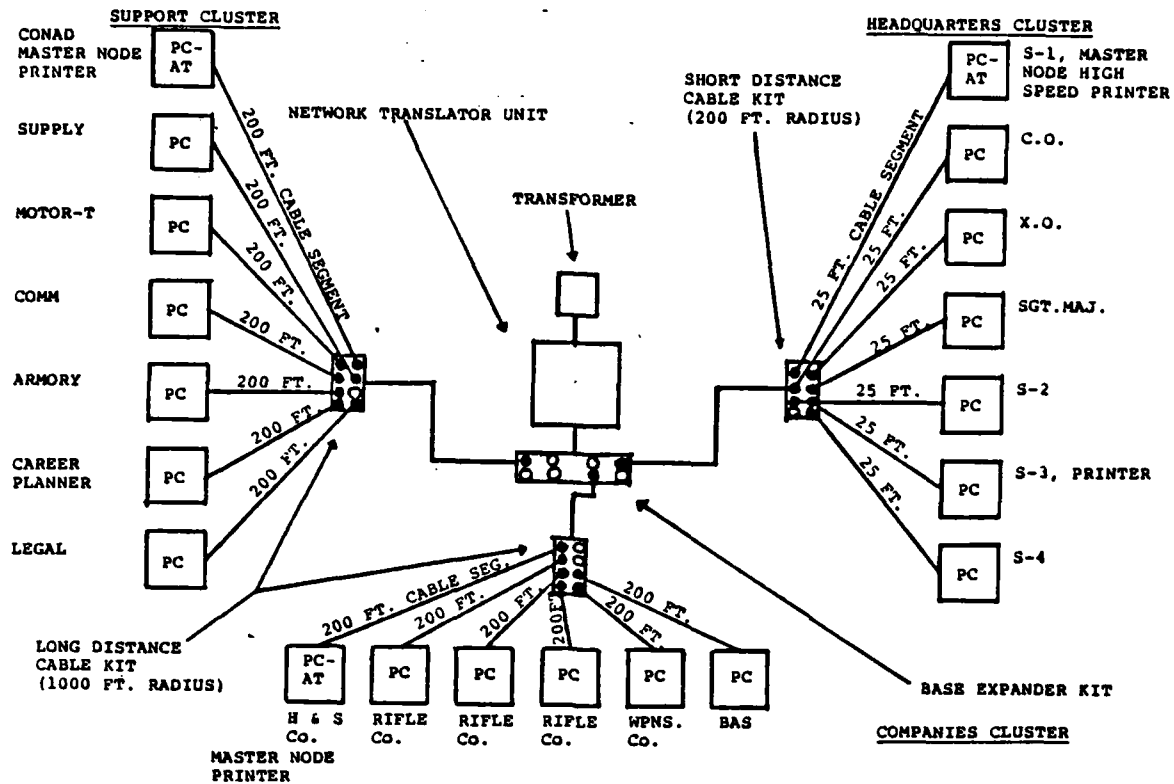 SUPPORT CLUSTER
HEADQUARTERS CLUSTER
CONAD
MASTER NODE
PRINTER
PC-
AT
SUPPLY
PC
MOTOR-T
PC
COMM
PC
ARMORY
PC
CAREER
PLANNER
PC
LEGAL
PC
200 FT. CABLE SEGMENT
200 FT.
200 FT.
200 FT.
200 FT.
200 FT.
200 FT.
NETWORK TRANSLATOR UNIT
TRANSFORMER
SHORT DISTANCE
CABLE KIT
(200 FT. RADIUS)
PC-
AT
S-1, MASTER
NODE HIGH
SPEED PRINTER
PC
C.O.
PC
X.O.
PC
SGT.MAJ.
PC
S-2
PC
S-3, PRINTER
PC
S-4
25 FT. CABLE SEGMENT
25 FT.
25 FT.
25 FT.
25 FT.
25 FT.
25 FT.
LONG DISTANCE
CABLE KIT
(1000 FT. RADIUS)
200 FT. CABLE SEG.
200 FT.
200 FT.
200FT
200 FT.
200 FT.
PC-
AT
PC
PC
PC
PC
PC
H & S
Co.
MASTER NODE
PRINTER
RIFLE
Co.
RIFLE
Co.
RIFLE
Co.
WPNS.
Co.
BAS
BASE EXPANDER KIT
COMPANIES CLUSTER